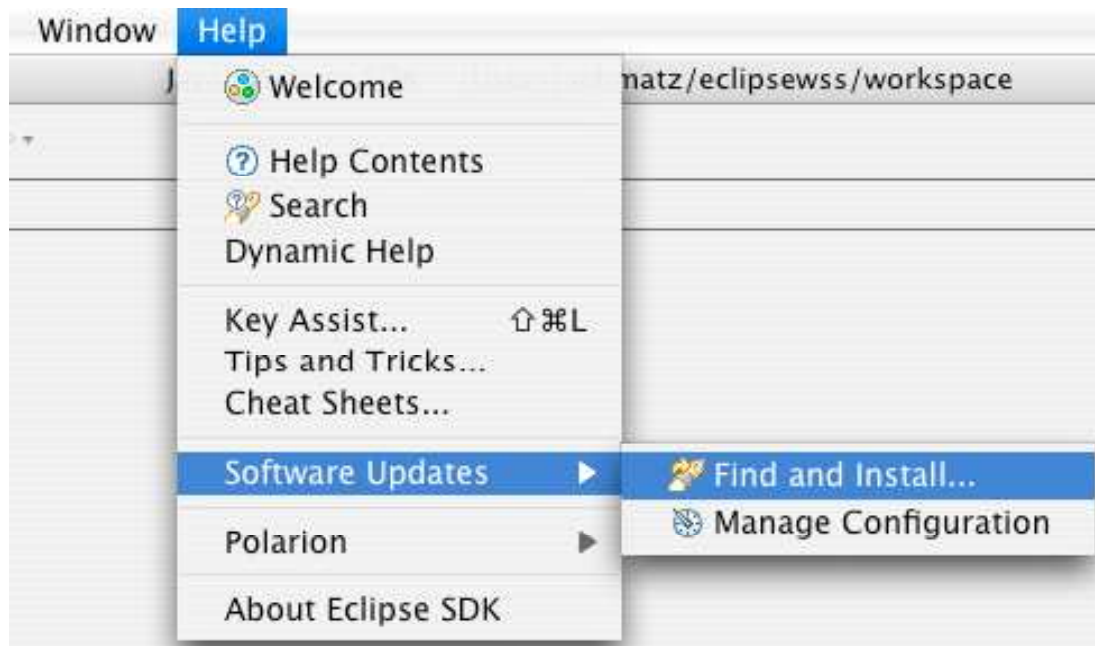 Window Help
natz/eclipsewss/workspace
Welcome
Help Contents
Search
Dynamic Help
Key Assist... ⇧⌘L
Tips and Tricks...
Cheat Sheets...
Software Updates
Find and Install...
Manage Configuration
Polarion
About Eclipse SDK